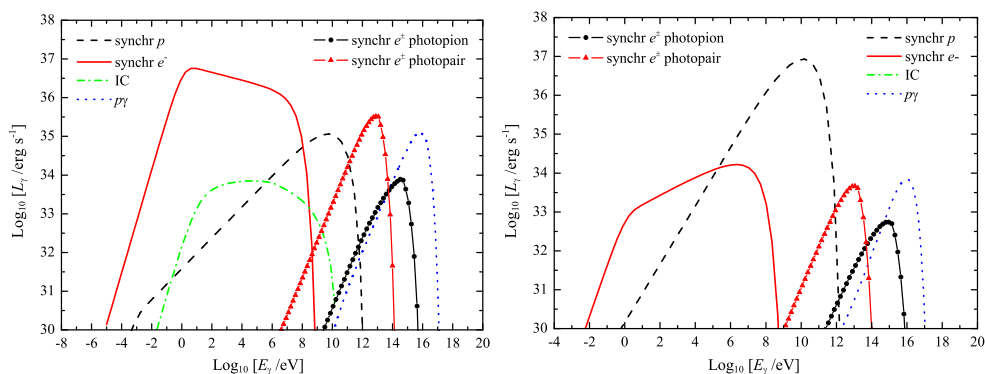 38
37
36
35
34
33
32
31
30
Log₁₀ [Lγ /erg s⁻¹]
synchr p
synchr e⁻
IC
pγ
synchr e± photopion
synchr e± photopair
-8 -6 -4 -2 0 2 4 6 8 10 12 14 16 18 20
Log₁₀ [Eγ /eV]
38
37
36
35
34
33
32
31
30
Log₁₀ [Lγ /erg s⁻¹]
synchr e± photopion
synchr e± photopair
synchr p
synchr e-
IC
pγ
-6 -4 -2 0 2 4 6 8 10 12 14 16 18 20
Log₁₀ [Eγ /eV]